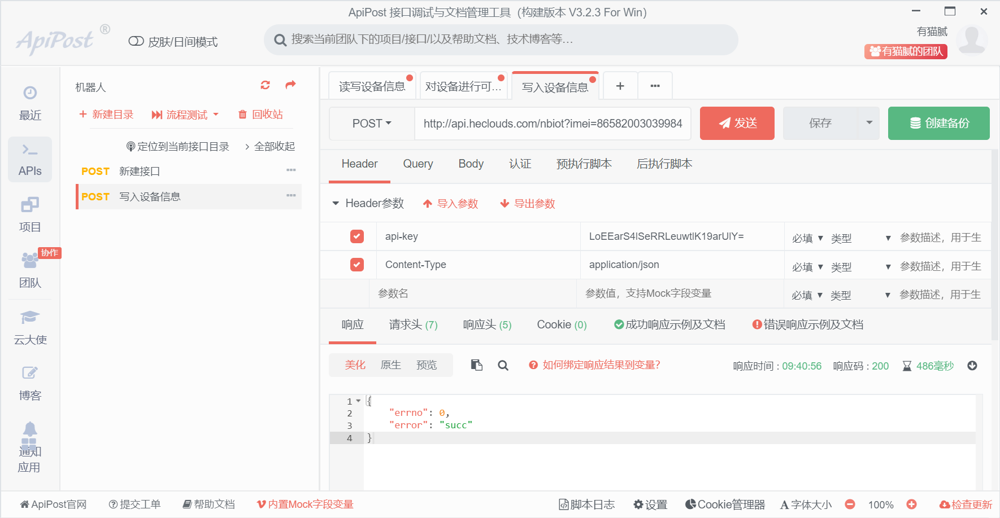 ApiPost 接口调试与文档管理工具（构建版本 V3.2.3 For Win）
ApiPost ®
皮肤/日间模式
搜索当前团队下的项目/接口/以及帮助文档、技术博客等…
有猫腻
有猫腻的团队
最近
APIs
项目
协作
团队
云大使
博客
通知
应用
机器人
新建目录
流程测试
回收站
定位到当前接口目录
全部收起
POST 新建接口
POST 写入设备信息
读写设备信息
对设备进行可...
写入设备信息
POST
http://api.heclouds.com/nbiot?imei=86582003039984
发送
保存
创建备份
Header Query Body 认证 预执行脚本 后执行脚本
Header参数 导入参数 导出参数
api-key LoEEarS4lSeRRLeuwtlK19arUlY= 必填 类型 参数描述，用于生
Content-Type application/json 必填 类型 参数描述，用于生
参数名 参数值，支持Mock字段变量 必填 类型 参数描述，用于生
响应 请求头 (7) 响应头 (5) Cookie (0) 成功响应示例及文档 错误响应示例及文档
美化 原生 预览 如何绑定响应结果到变量? 响应时间 : 09:40:56 响应码 : 200 486毫秒
1 {
2 "errno": 0,
3 "error": "succ"
4 }
ApiPost官网 提交工单 帮助文档 内置Mock字段变量 脚本日志 设置 Cookie管理器 A 字体大小 100% 检查更新